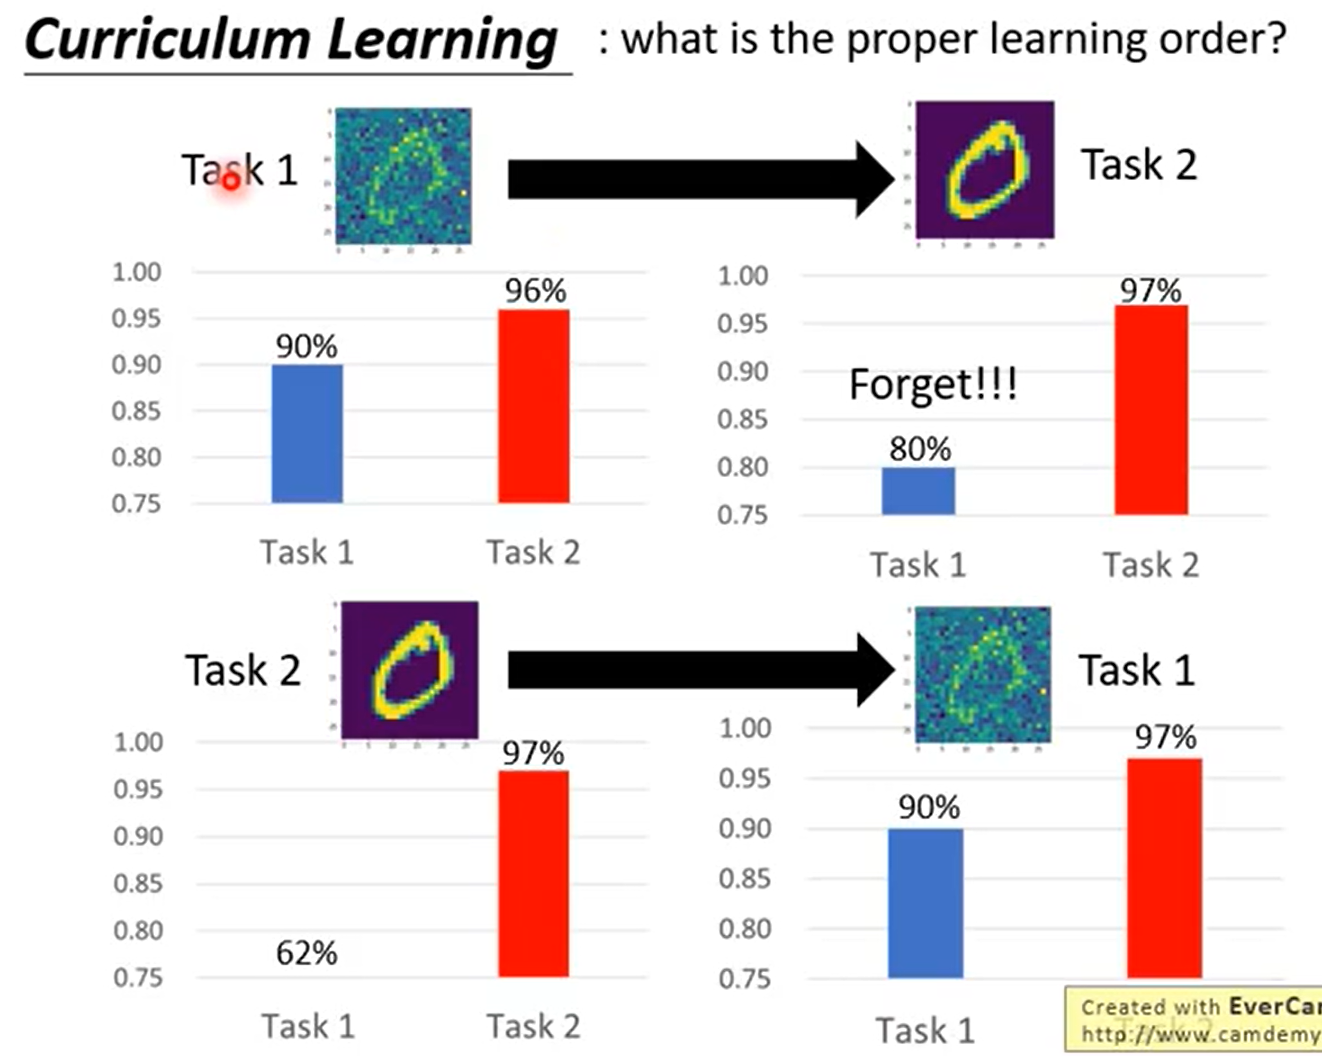 Curriculum Learning : what is the proper learning order?
Task 1
Task 2
1.00
0.95
0.90
0.85
0.80
0.75
90%
96%
Task 1
Task 2
1.00
0.95
0.90
0.85
0.80
0.75
Forget!!!
80%
97%
Task 1
Task 2
Task 2
Task 1
1.00
0.95
0.90
0.85
0.80
0.75
62%
97%
Task 1
Task 2
1.00
0.95
0.90
0.85
0.80
0.75
90%
97%
Task 1
Task 2
Created with EverCa
http://www.camdemy